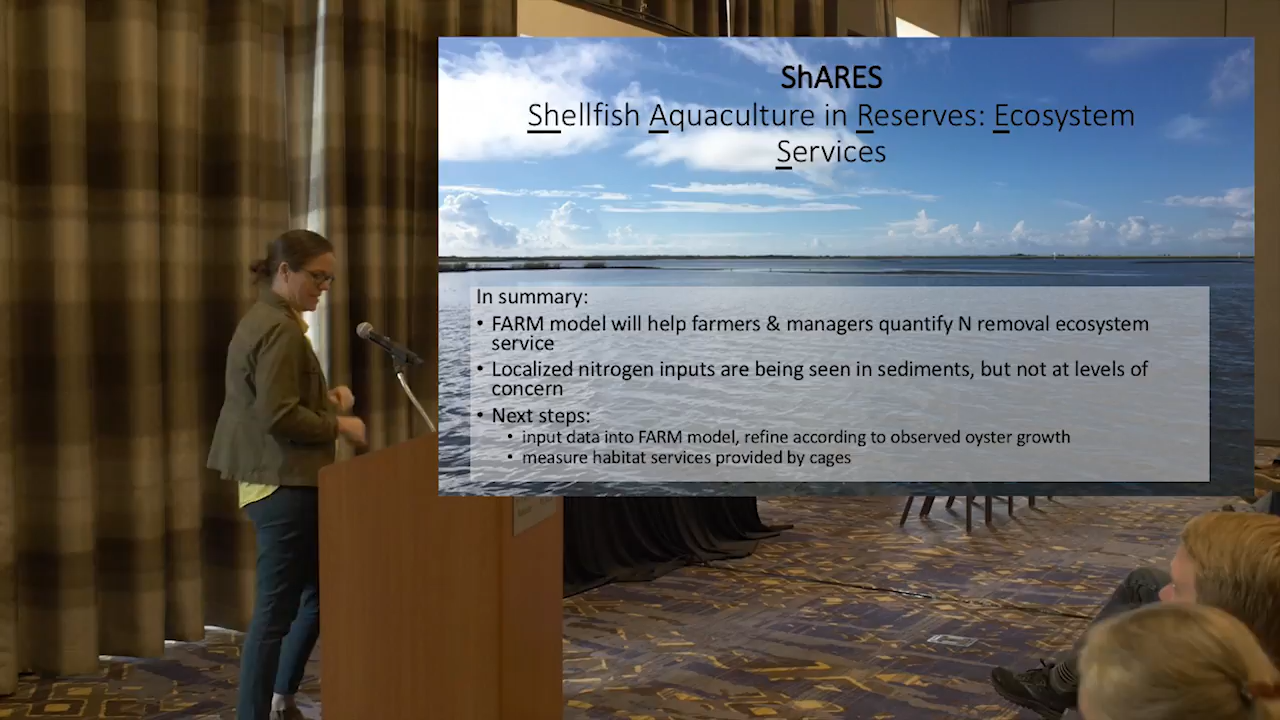 ShARES
Shellfish Aquaculture in Reserves: Ecosystem
Services
In summary:
• FARM model will help farmers & managers quantify N removal ecosystem
service
• Localized nitrogen inputs are being seen in sediments, but not at levels of
concern
• Next steps:
• input data into FARM model, refine according to observed oyster growth
• measure habitat services provided by cages